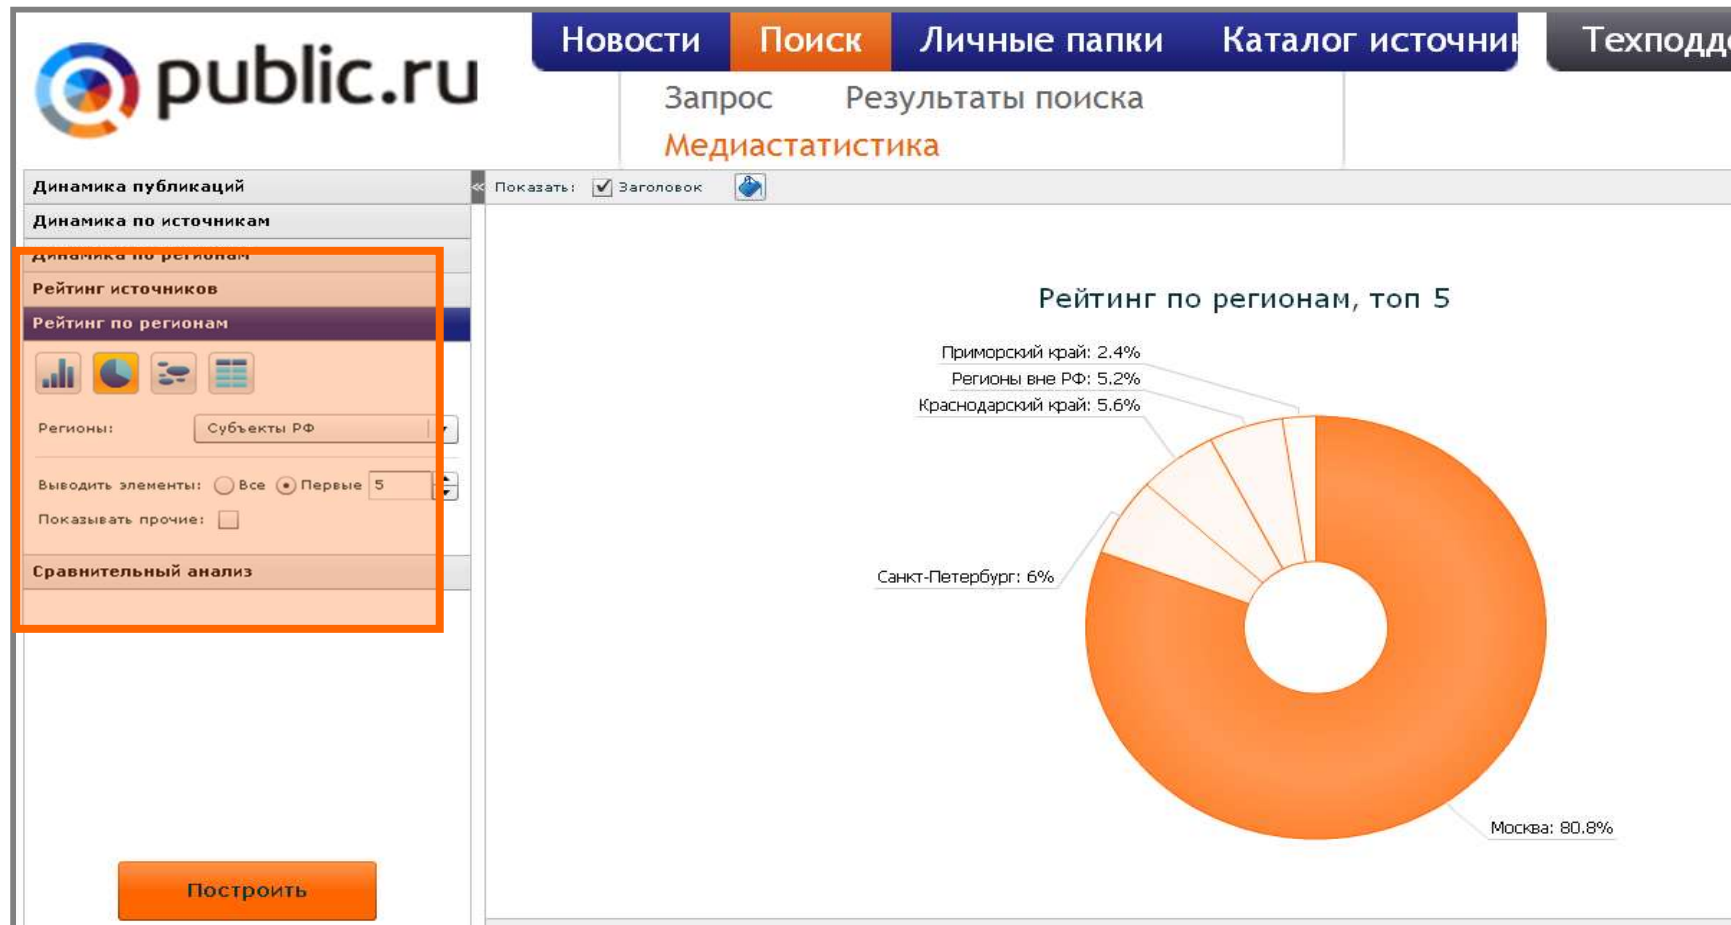 public.ru
Новости Поиск Личные папки Каталог источник Техподде
Запрос Результаты поиска
Медиастатистика
Динамика публикаций
Динамика по источникам
Динамика по регионам
Рейтинг источников
Рейтинг по регионам
Регионы: Субъекты РФ
Выводить элементы: Все Первые 5
Показывать прочие:
Сравнительный анализ
Построить
« Показать: Заголовок
Рейтинг по регионам, топ 5
Приморский край: 2.4%
Регионы вне РФ: 5.2%
Краснодарский край: 5.6%
Санкт-Петербург: 6%
Москва: 80.8%